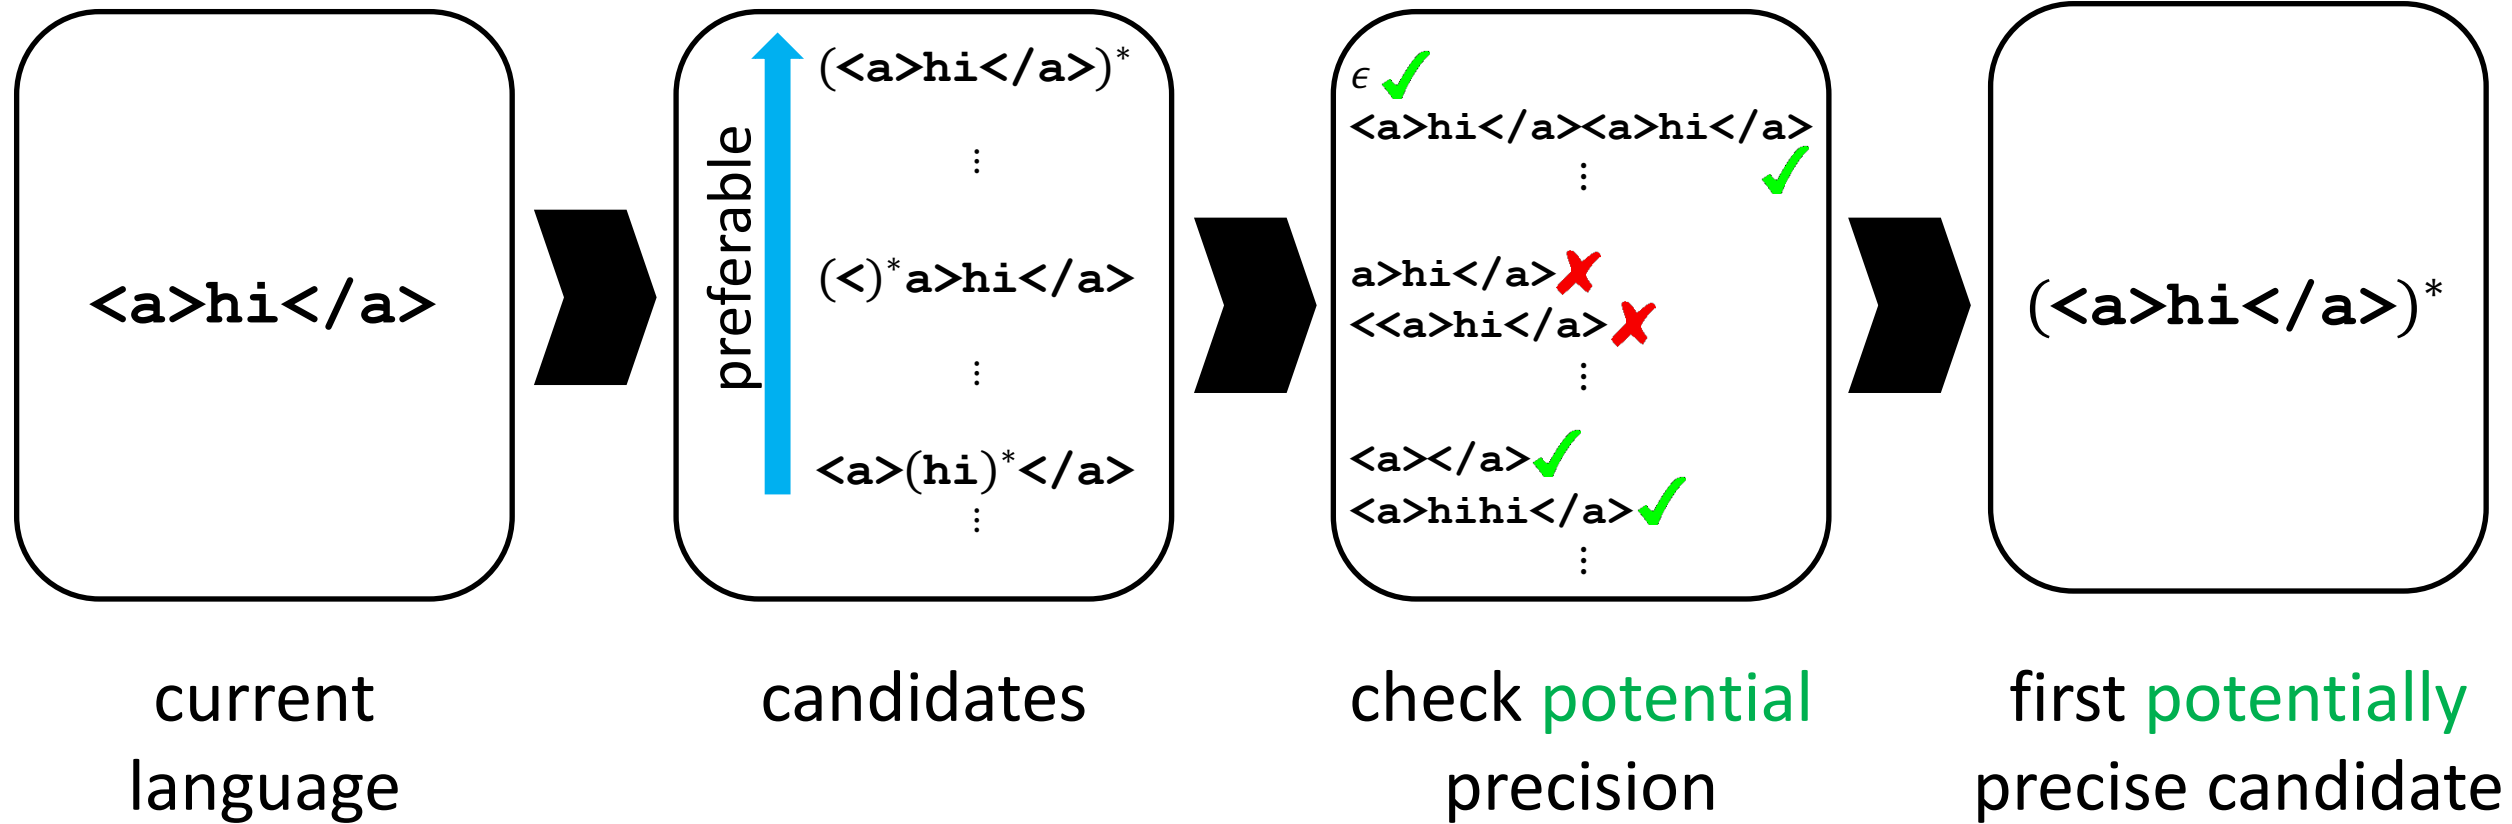 <a>hi</a>
current
language
preferable
(<a>hi</a>)*
⋮
(<)*a>hi</a>
⋮
<a>(hi)*</a>
⋮
candidates
ϵ ✓
<a>hi</a><a>hi</a>
✓
⋮
a>hi</a> ✗
<<a>hi</a> ✗
⋮
<a></a> ✓
<a>hihi</a> ✓
⋮
check potential
precision
(<a>hi</a>)*
first potentially
precise candidate